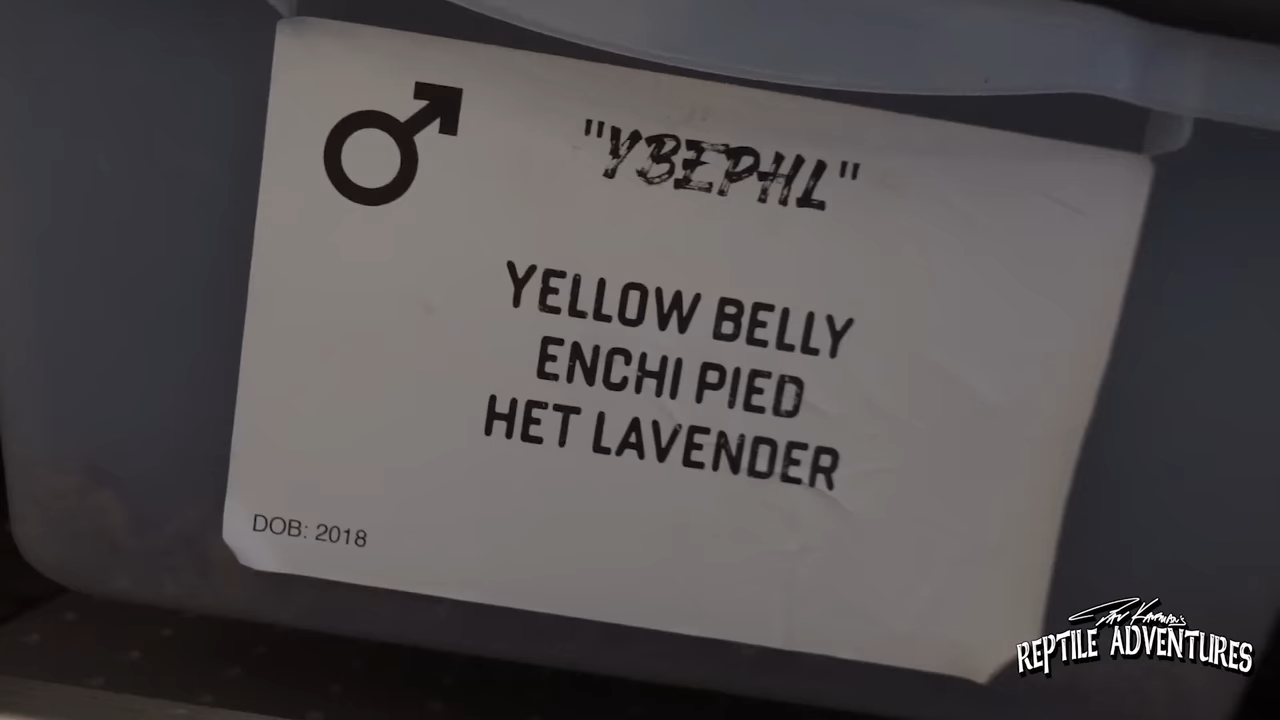 "YBEPHL"
YELLOW BELLY
ENCHI PIED
HET LAVENDER
DOB: 2018
REPTILE ADVENTURES